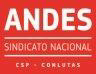 ANDES
SINDICATO NACIONAL
CSP - CONLUTAS